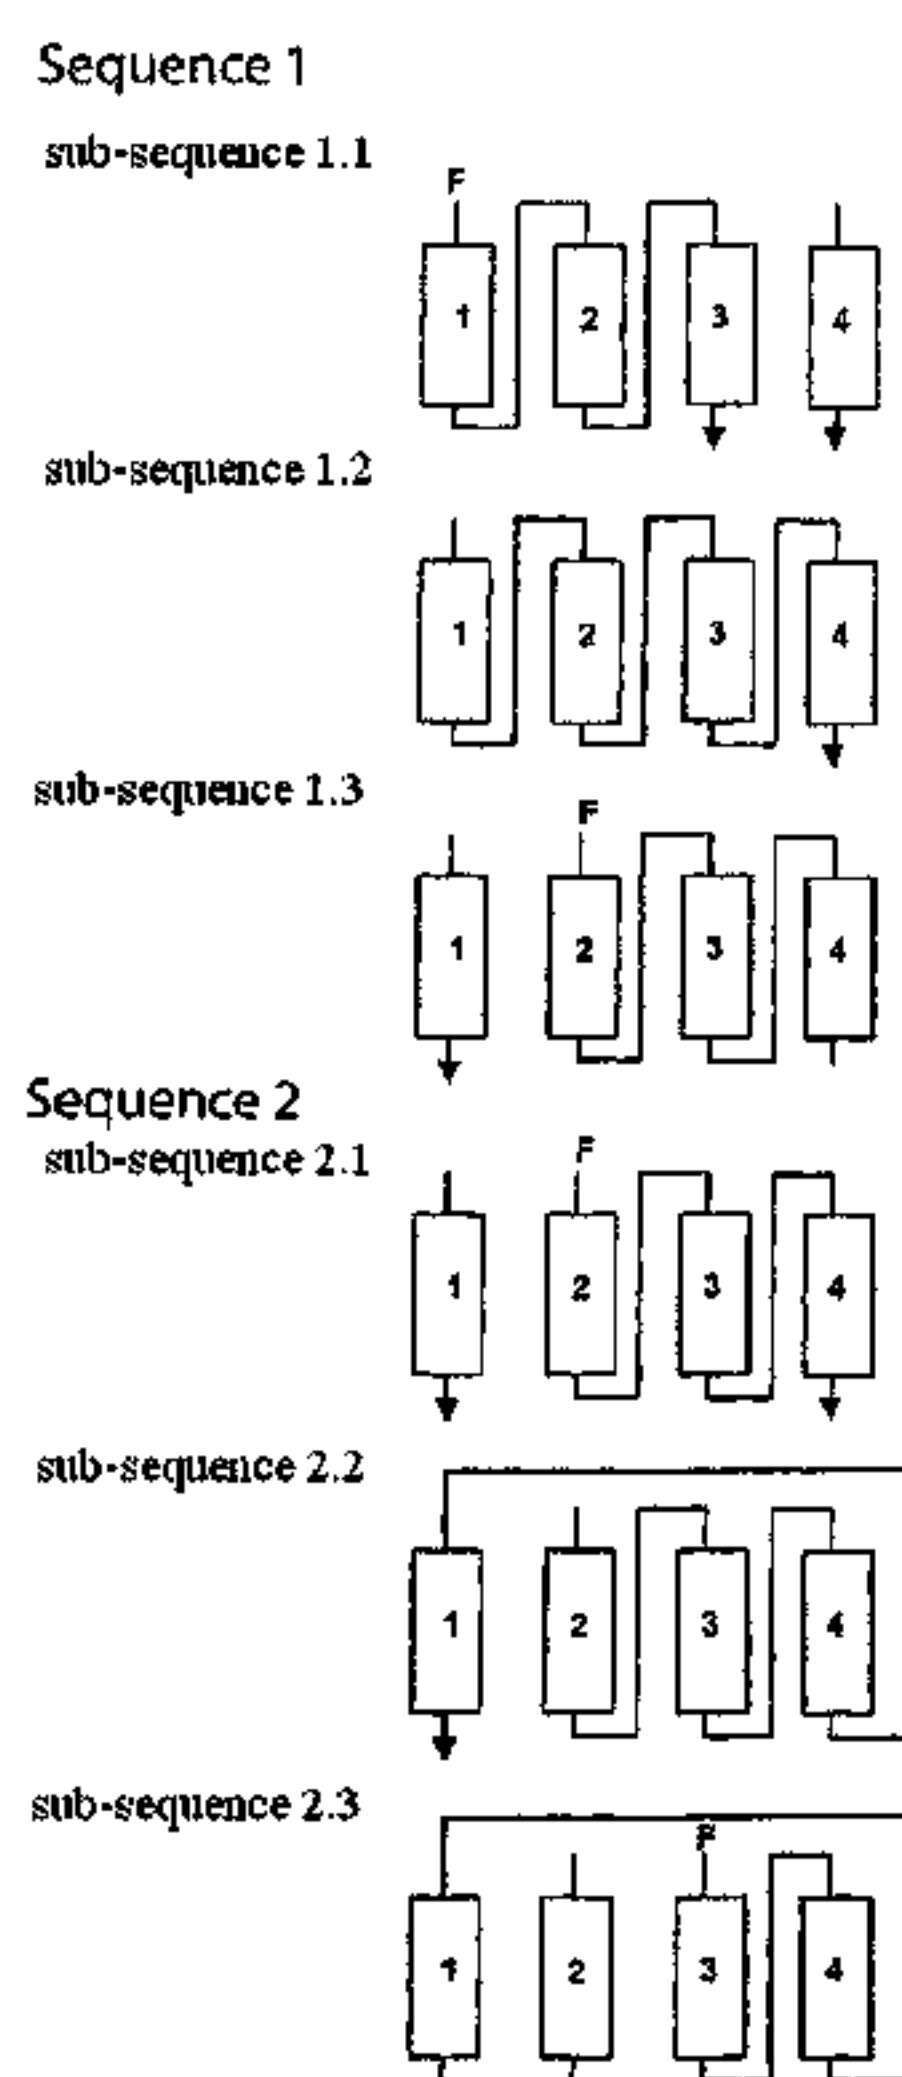 Sequence 1
sub-sequence 1.1
F
1 2 3 4
sub-sequence 1.2
1 2 3 4
sub-sequence 1.3
F
1 2 3 4
Sequence 2
sub-sequence 2.1
F
1 2 3 4
sub-sequence 2.2
1 2 3 4
sub-sequence 2.3
F
1 2 3 4